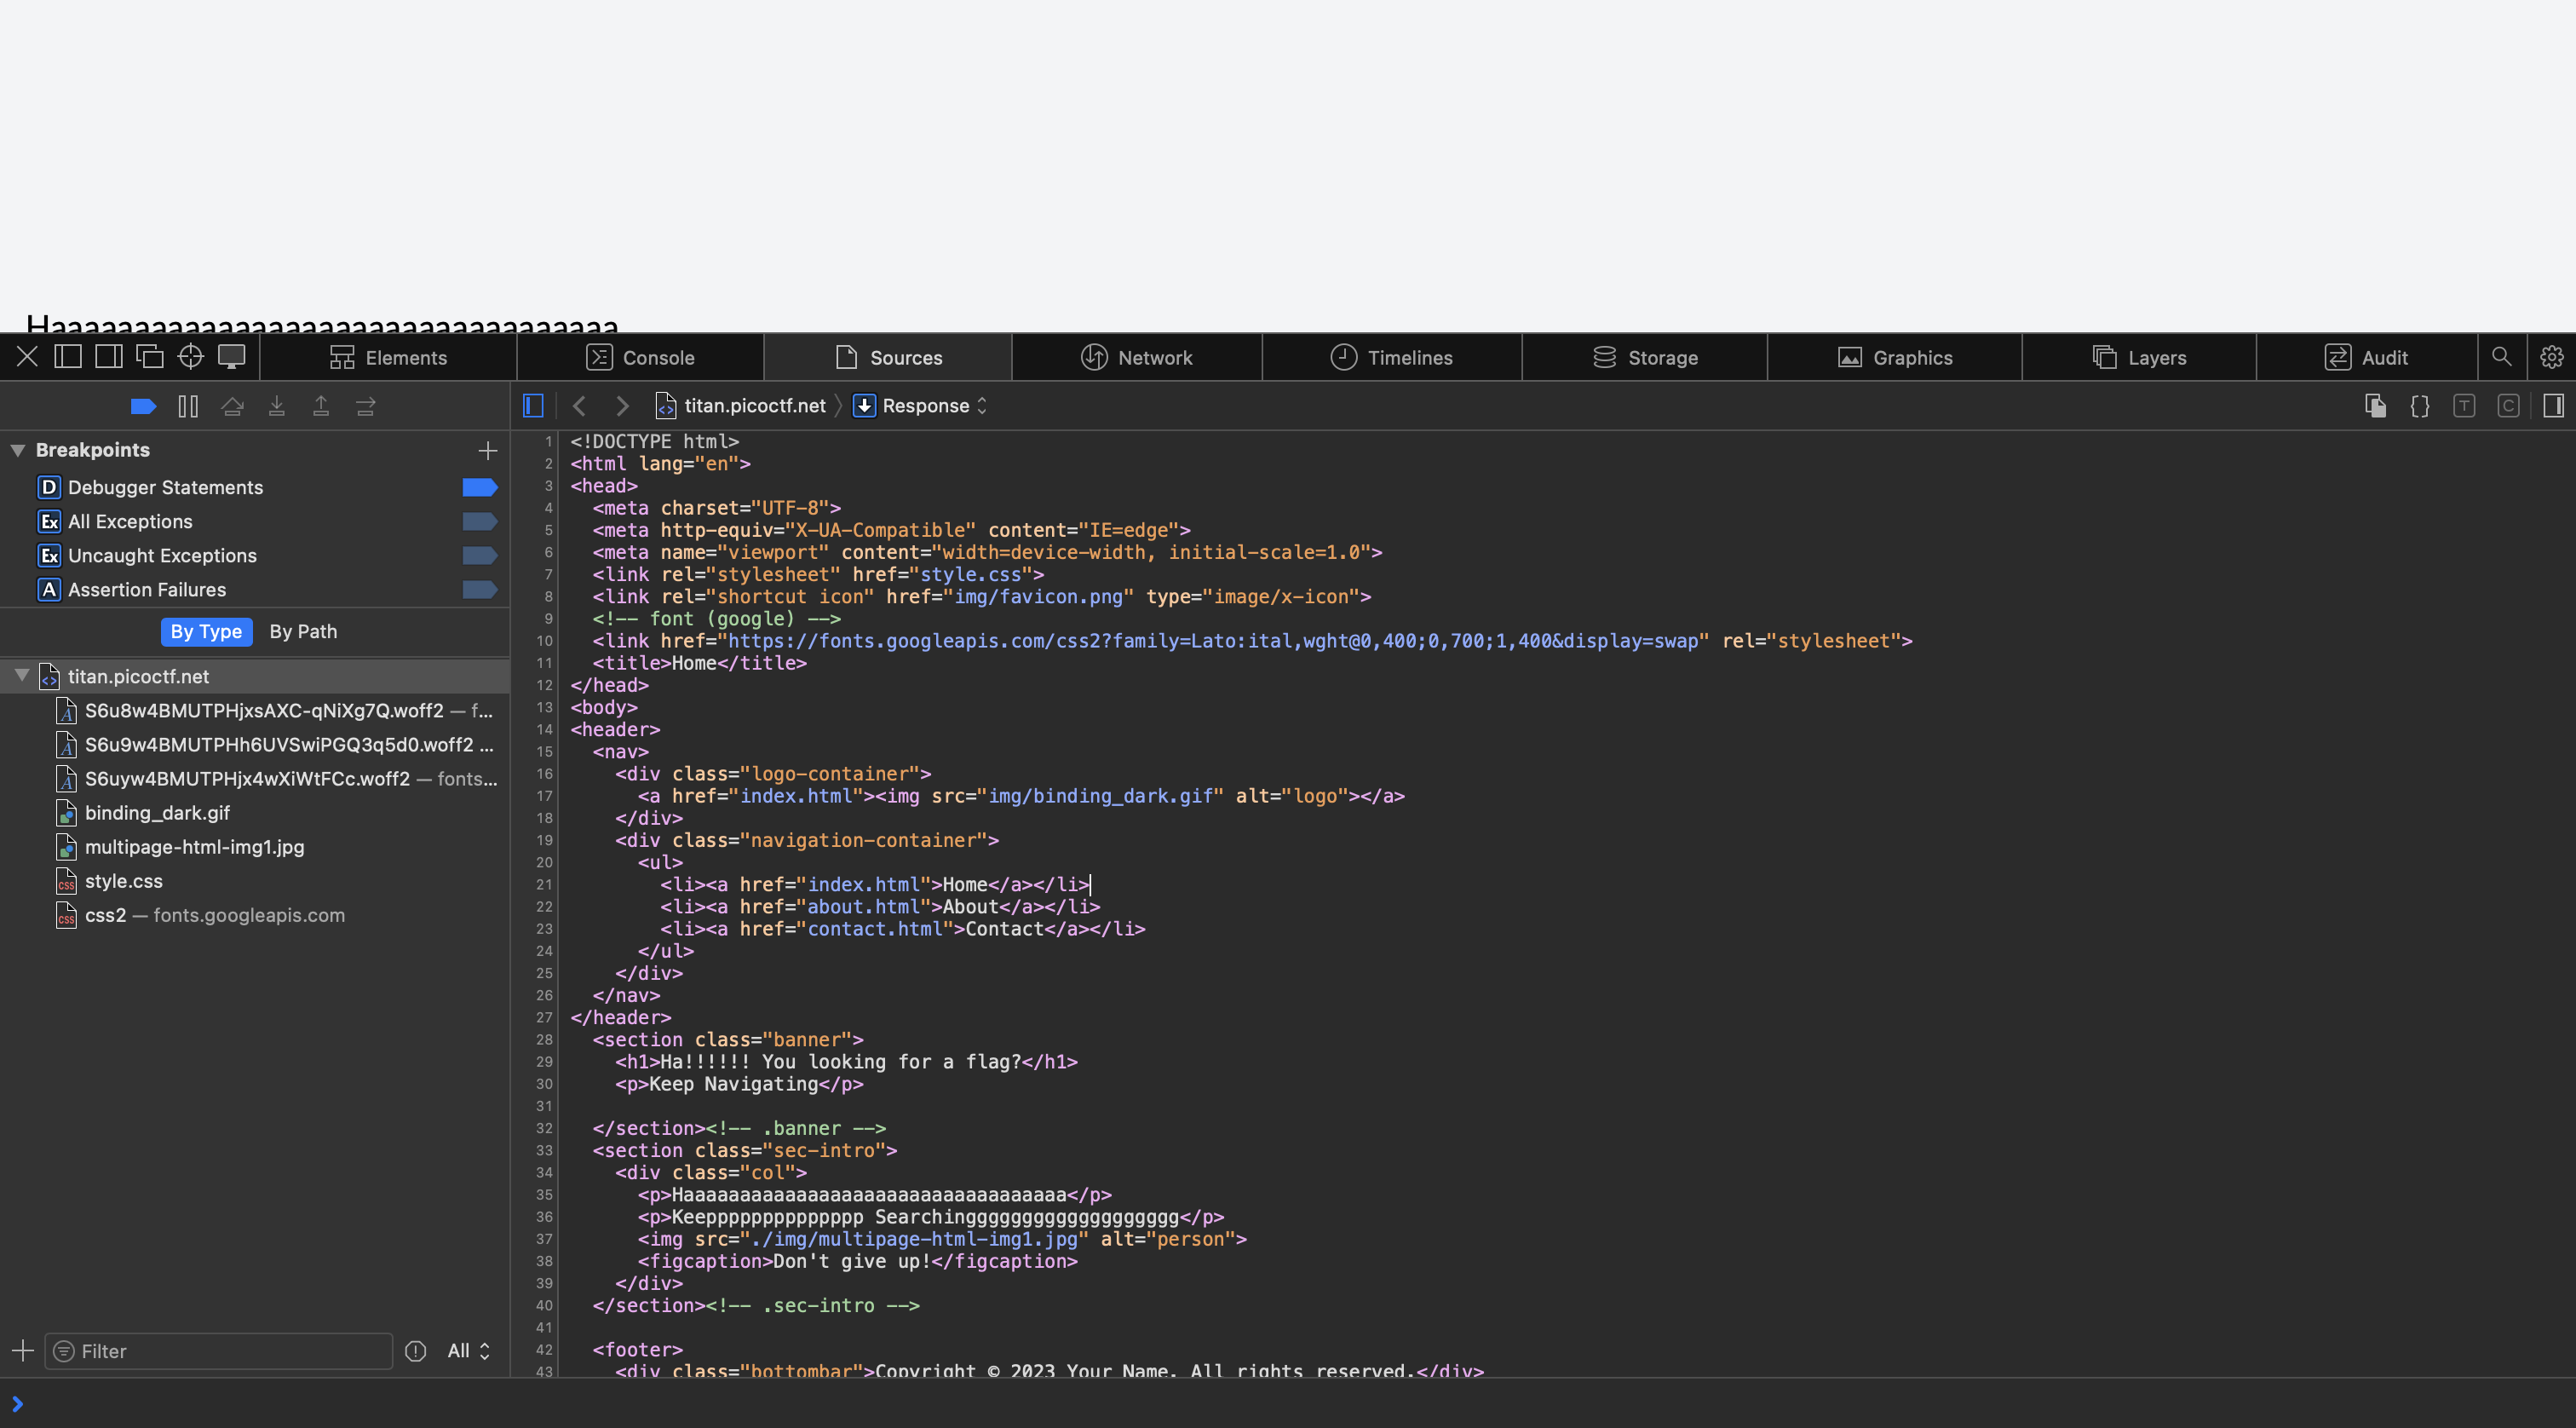 Haaaaaaaaaaaaaaaaaaaaaaaaaaaaaaaaaa
Elements
Console
Sources
Network
Timelines
Storage
Graphics
Layers
Audit
titan.picoctf.net
Response
T
C
Breakpoints
D Debugger Statements
Ex All Exceptions
Ex Uncaught Exceptions
A Assertion Failures
By Type By Path
titan.picoctf.net
S6u8w4BMUTPHjxsAXC-qNiXg7Q.woff2 — f...
S6u9w4BMUTPHh6UVSwiPGQ3q5d0.woff2 ...
S6uyw4BMUTPHjx4wXiWtFCc.woff2 — fonts...
binding_dark.gif
multipage-html-img1.jpg
style.css
css2 — fonts.googleapis.com
Filter
All
1 <!DOCTYPE html>
2 <html lang="en">
3 <head>
4 <meta charset="UTF-8">
5 <meta http-equiv="X-UA-Compatible" content="IE=edge">
6 <meta name="viewport" content="width=device-width, initial-scale=1.0">
7 <link rel="stylesheet" href="style.css">
8 <link rel="shortcut icon" href="img/favicon.png" type="image/x-icon">
9 <!-- font (google) -->
10 <link href="https://fonts.googleapis.com/css2?family=Lato:ital,wght@0,400;0,700;1,400&display=swap" rel="stylesheet">
11 <title>Home</title>
12 </head>
13 <body>
14 <header>
15 <nav>
16 <div class="logo-container">
17 <a href="index.html"><img src="img/binding_dark.gif" alt="logo"></a>
18 </div>
19 <div class="navigation-container">
20 <ul>
21 <li><a href="index.html">Home</a></li>
22 <li><a href="about.html">About</a></li>
23 <li><a href="contact.html">Contact</a></li>
24 </ul>
25 </div>
26 </nav>
27 </header>
28 <section class="banner">
29 <h1>Ha!!!!!! You looking for a flag?</h1>
30 <p>Keep Navigating</p>
31
32 </section><!-- .banner -->
33 <section class="sec-intro">
34 <div class="col">
35 <p>Haaaaaaaaaaaaaaaaaaaaaaaaaaaaaaaaaa</p>
36 <p>Keepppppppppppppp Searchinggggggggggggggggggg</p>
37 <img src="./img/multipage-html-img1.jpg" alt="person">
38 <figcaption>Don't give up!</figcaption>
39 </div>
40 </section><!-- .sec-intro -->
41
42 <footer>
43 <div class="bottombar">Copyright © 2023 Your_Name. All rights reserved.</div>